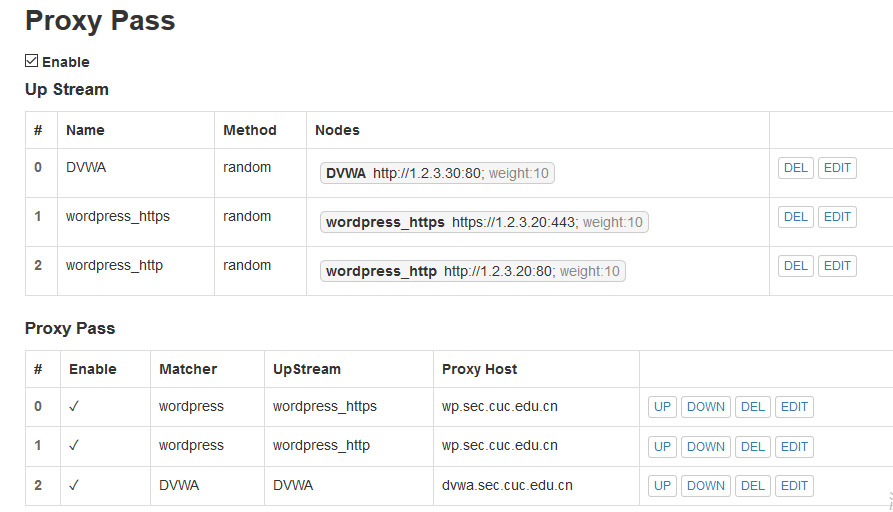 Proxy Pass
Enable
Up Stream
# Name Method Nodes
0 DVWA random DVWA http://1.2.3.30:80; weight:10 DEL EDIT
1 wordpress_https random wordpress_https https://1.2.3.20:443; weight:10 DEL EDIT
2 wordpress_http random wordpress_http http://1.2.3.20:80; weight:10 DEL EDIT
Proxy Pass
# Enable Matcher UpStream Proxy Host
0 ✓ wordpress wordpress_https wp.sec.cuc.edu.cn UP DOWN DEL EDIT
1 ✓ wordpress wordpress_http wp.sec.cuc.edu.cn UP DOWN DEL EDIT
2 ✓ DVWA DVWA dvwa.sec.cuc.edu.cn UP DOWN DEL EDIT